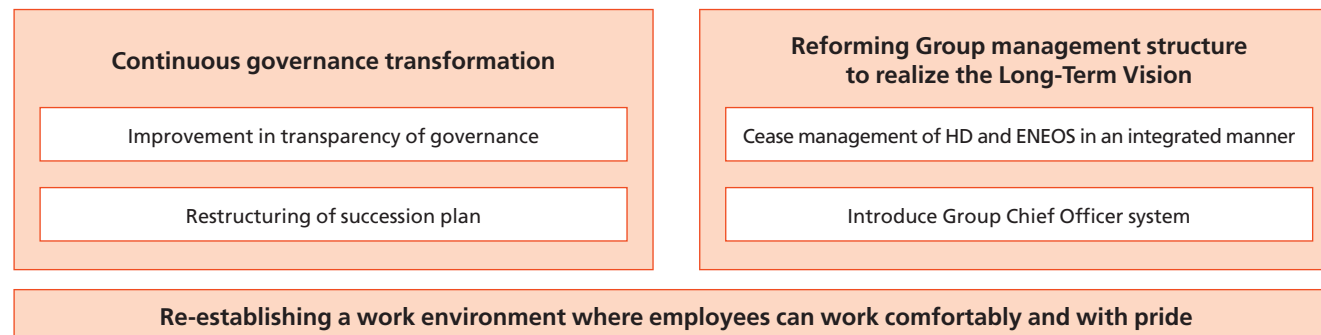 Continuous governance transformation
Improvement in transparency of governance
Restructuring of succession plan
Reforming Group management structure
to realize the Long-Term Vision
Cease management of HD and ENEOS in an integrated manner
Introduce Group Chief Officer system
Re-establishing a work environment where employees can work comfortably and with pride